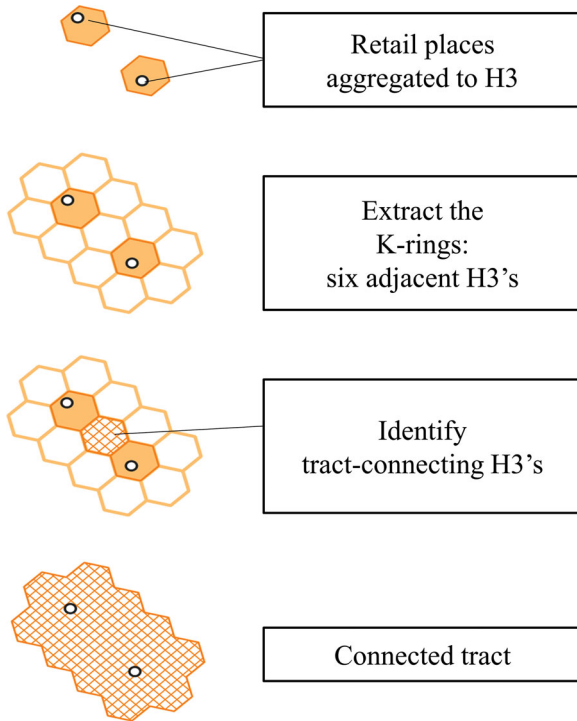 Retail places
aggregated to H3
Extract the
K-rings:
six adjacent H3’s
Identify
tract-connecting H3’s
Connected tract